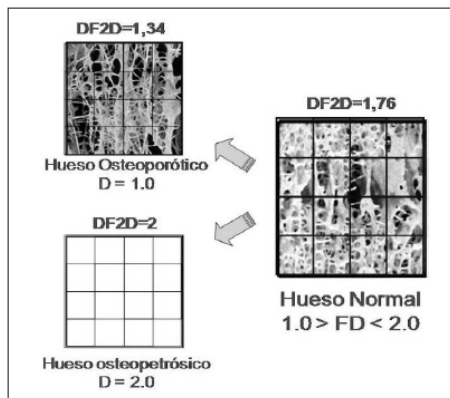 DF2D=1,34
Hueso Osteoporótico
D = 1.0
DF2D=2
Hueso osteopetrósico
D = 2.0
DF2D=1,76
Hueso Normal
1.0 > FD < 2.0